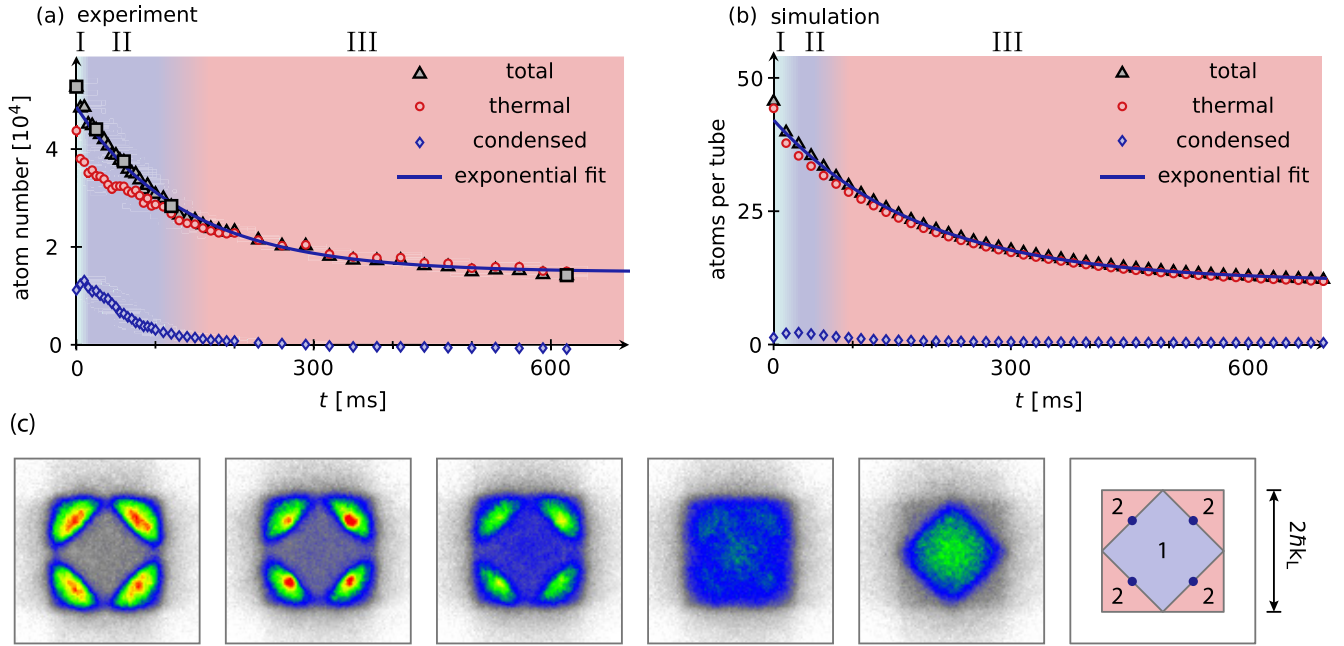 (a) experiment
I II III
total
thermal
condensed
exponential fit
atom number [10⁴]
4
2
0
0 300 600
t [ms]
(b) simulation
I II III
total
thermal
condensed
exponential fit
atoms per tube
50
25
0
0 300 600
t [ms]
(c)
2 2
1
2 2
2ħk_L